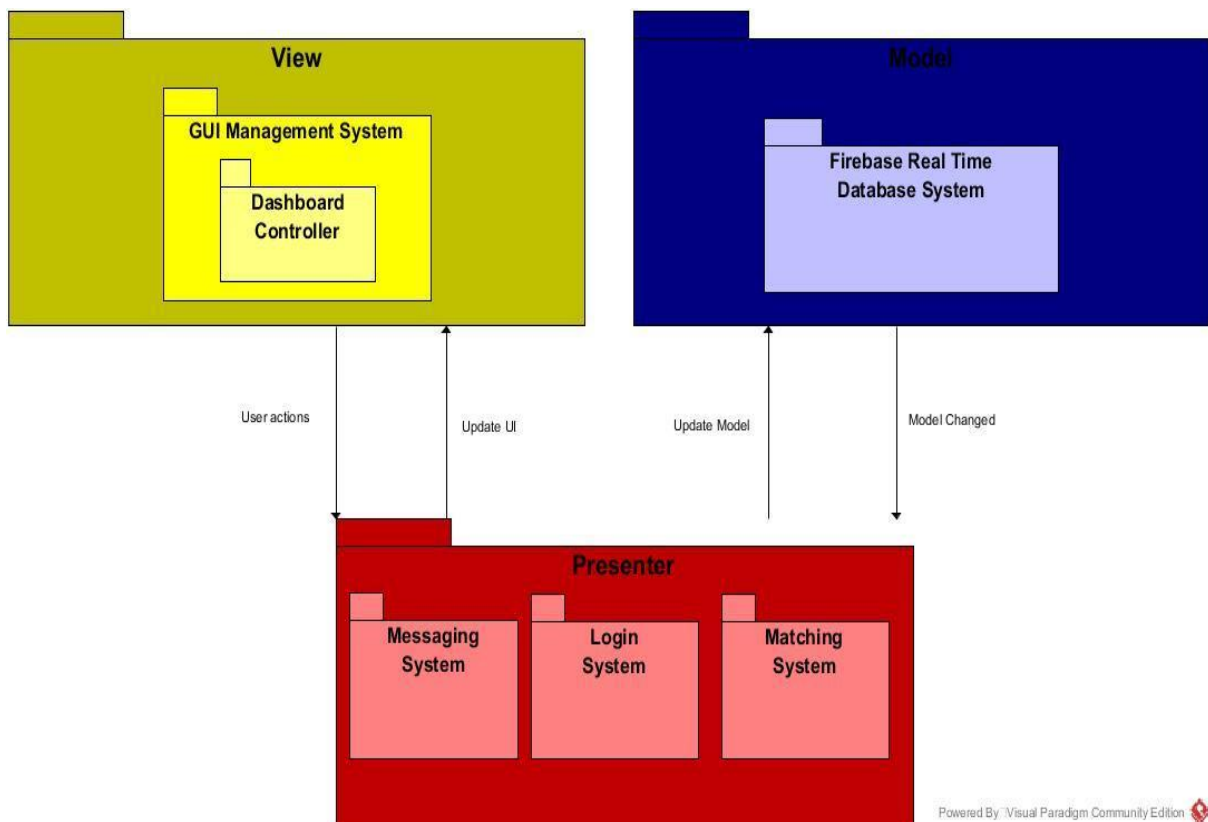 View
Model
GUI Management System
Dashboard
Controller
Firebase Real Time
Database System
User actions
Update UI
Update Model
Model Changed
Presenter
Messaging
System
Login
System
Matching
System
Powered By Visual Paradigm Community Edition